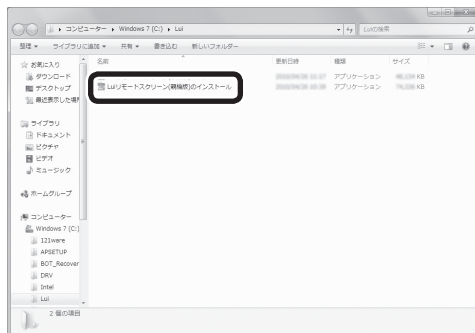 コンピューター ▸ Windows 7 (C:) ▸ Lui
Luiの検索
整理 ▼ ライブラリに追加 ▼ 共有 ▼ 書き込む 新しいフォルダー
名前 更新日時 種類 サイズ
アプリケーション KB
Luiリモートスクリーン(親機版)のインストール アプリケーション KB
お気に入り
ダウンロード
デスクトップ
最近表示した場所
ライブラリ
ドキュメント
ピクチャ
ビデオ
ミュージック
ホームグループ
コンピューター
Windows 7 (C:)
121ware
APSETUP
BOT_Recover
DRV
Intel
Lui
2 個の項目